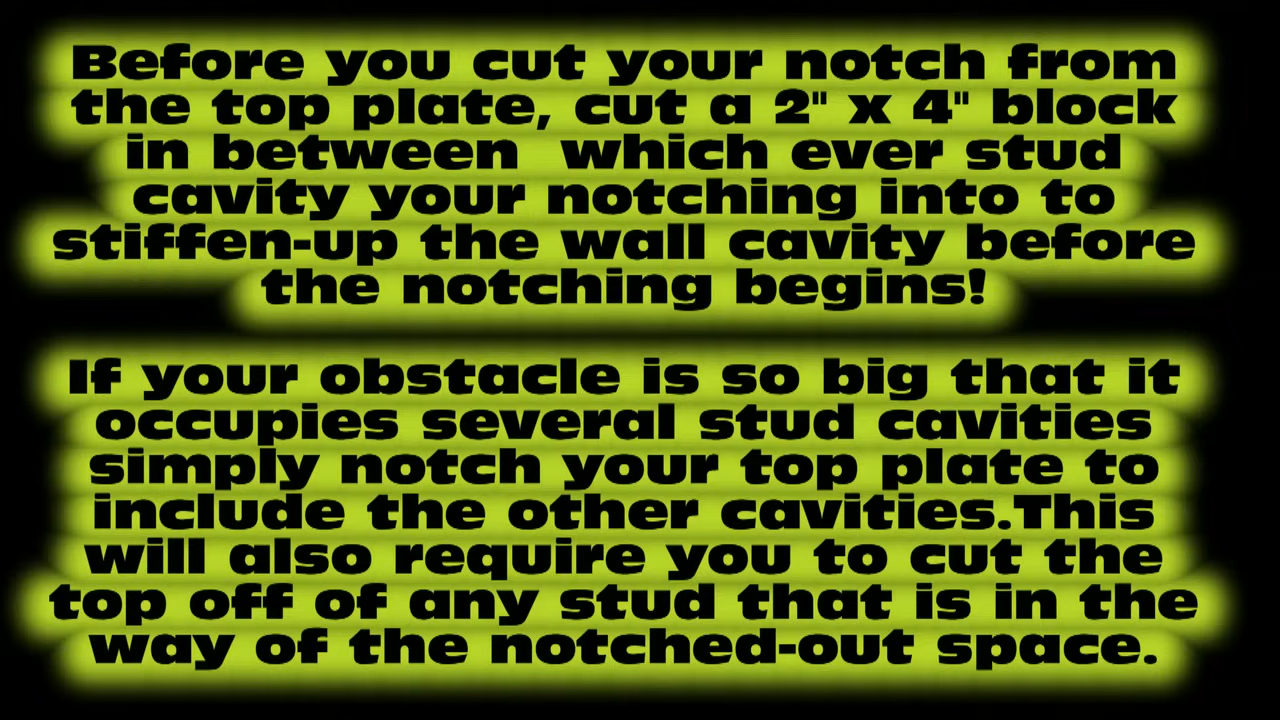 Before you cut your notch from
the top plate, cut a 2" x 4" block
in between  which ever stud
cavity your notching into to
stiffen-up the wall cavity before
the notching begins!
If your obstacle is so big that it
occupies several stud cavities
simply notch your top plate to
include the other cavities.This
will also require you to cut the
top off of any stud that is in the
way of the notched-out space.